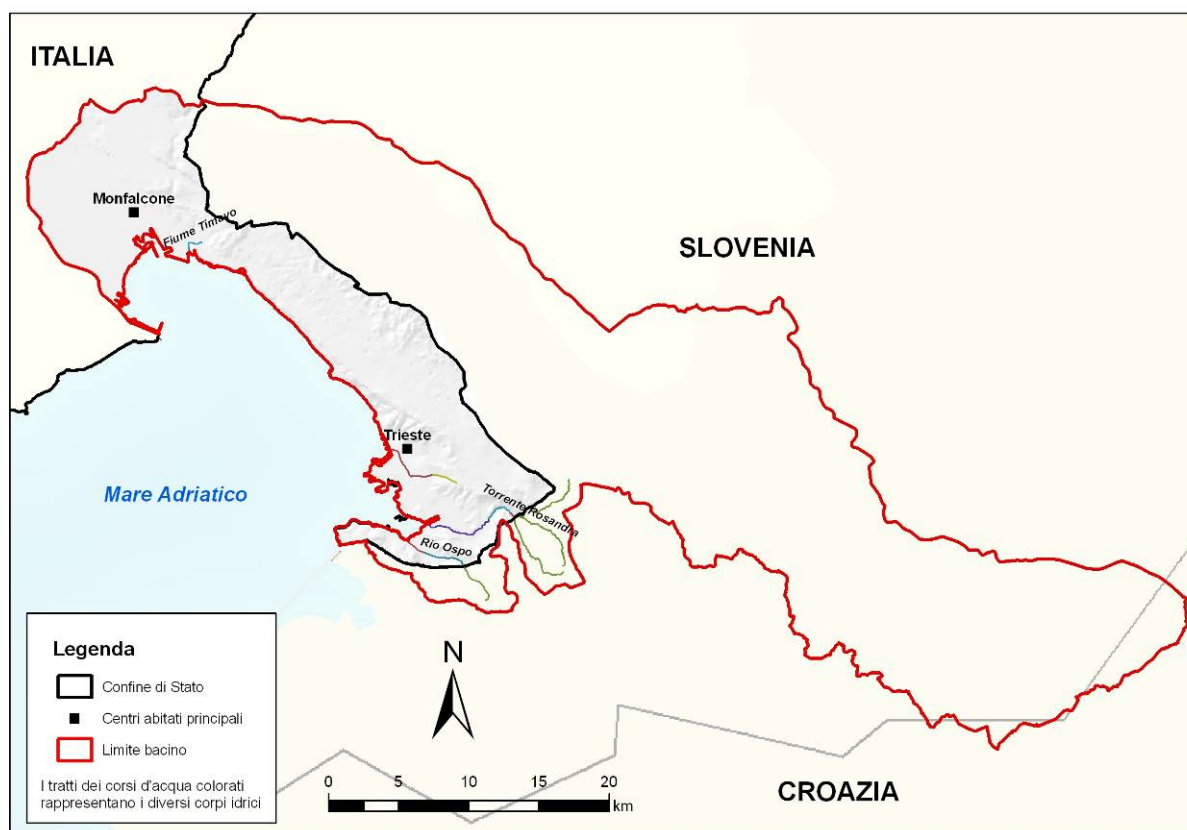 ITALIA
Monfalcone
Fiume Timavo
SLOVENIA
Trieste
Mare Adriatico
Torrente Rosandra
Rio Ospo
Legenda
Confine di Stato
Centri abitati principali
Limite bacino
I tratti dei corsi d'acqua colorati
rappresentano i diversi corpi idrici
N
0 5 10 15 20
km
CROAZIA